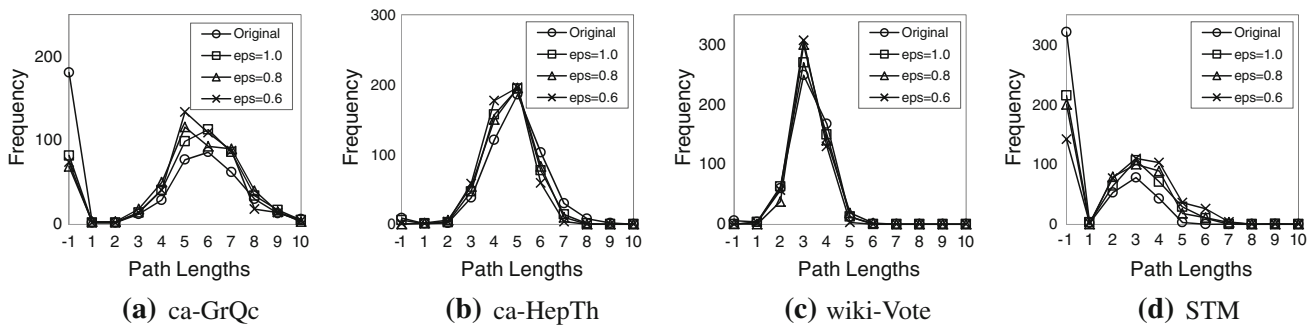 Frequency
200
100
0
-1 1 2 3 4 5 6 7 8 9 10
Path Lengths
Original
eps=1.0
eps=0.8
eps=0.6
(a) ca-GrQc
Frequency
300
200
100
0
-1 1 2 3 4 5 6 7 8 9 10
Path Lengths
Original
eps=1.0
eps=0.8
eps=0.6
(b) ca-HepTh
Frequency
300
200
100
0
-1 1 2 3 4 5 6 7 8 9 10
Path Lengths
Original
eps=1.0
eps=0.8
eps=0.6
(c) wiki-Vote
Frequency
300
200
100
0
-1 1 2 3 4 5 6 7 8 9 10
Path Lengths
Original
eps=1.0
eps=0.8
eps=0.6
(d) STM